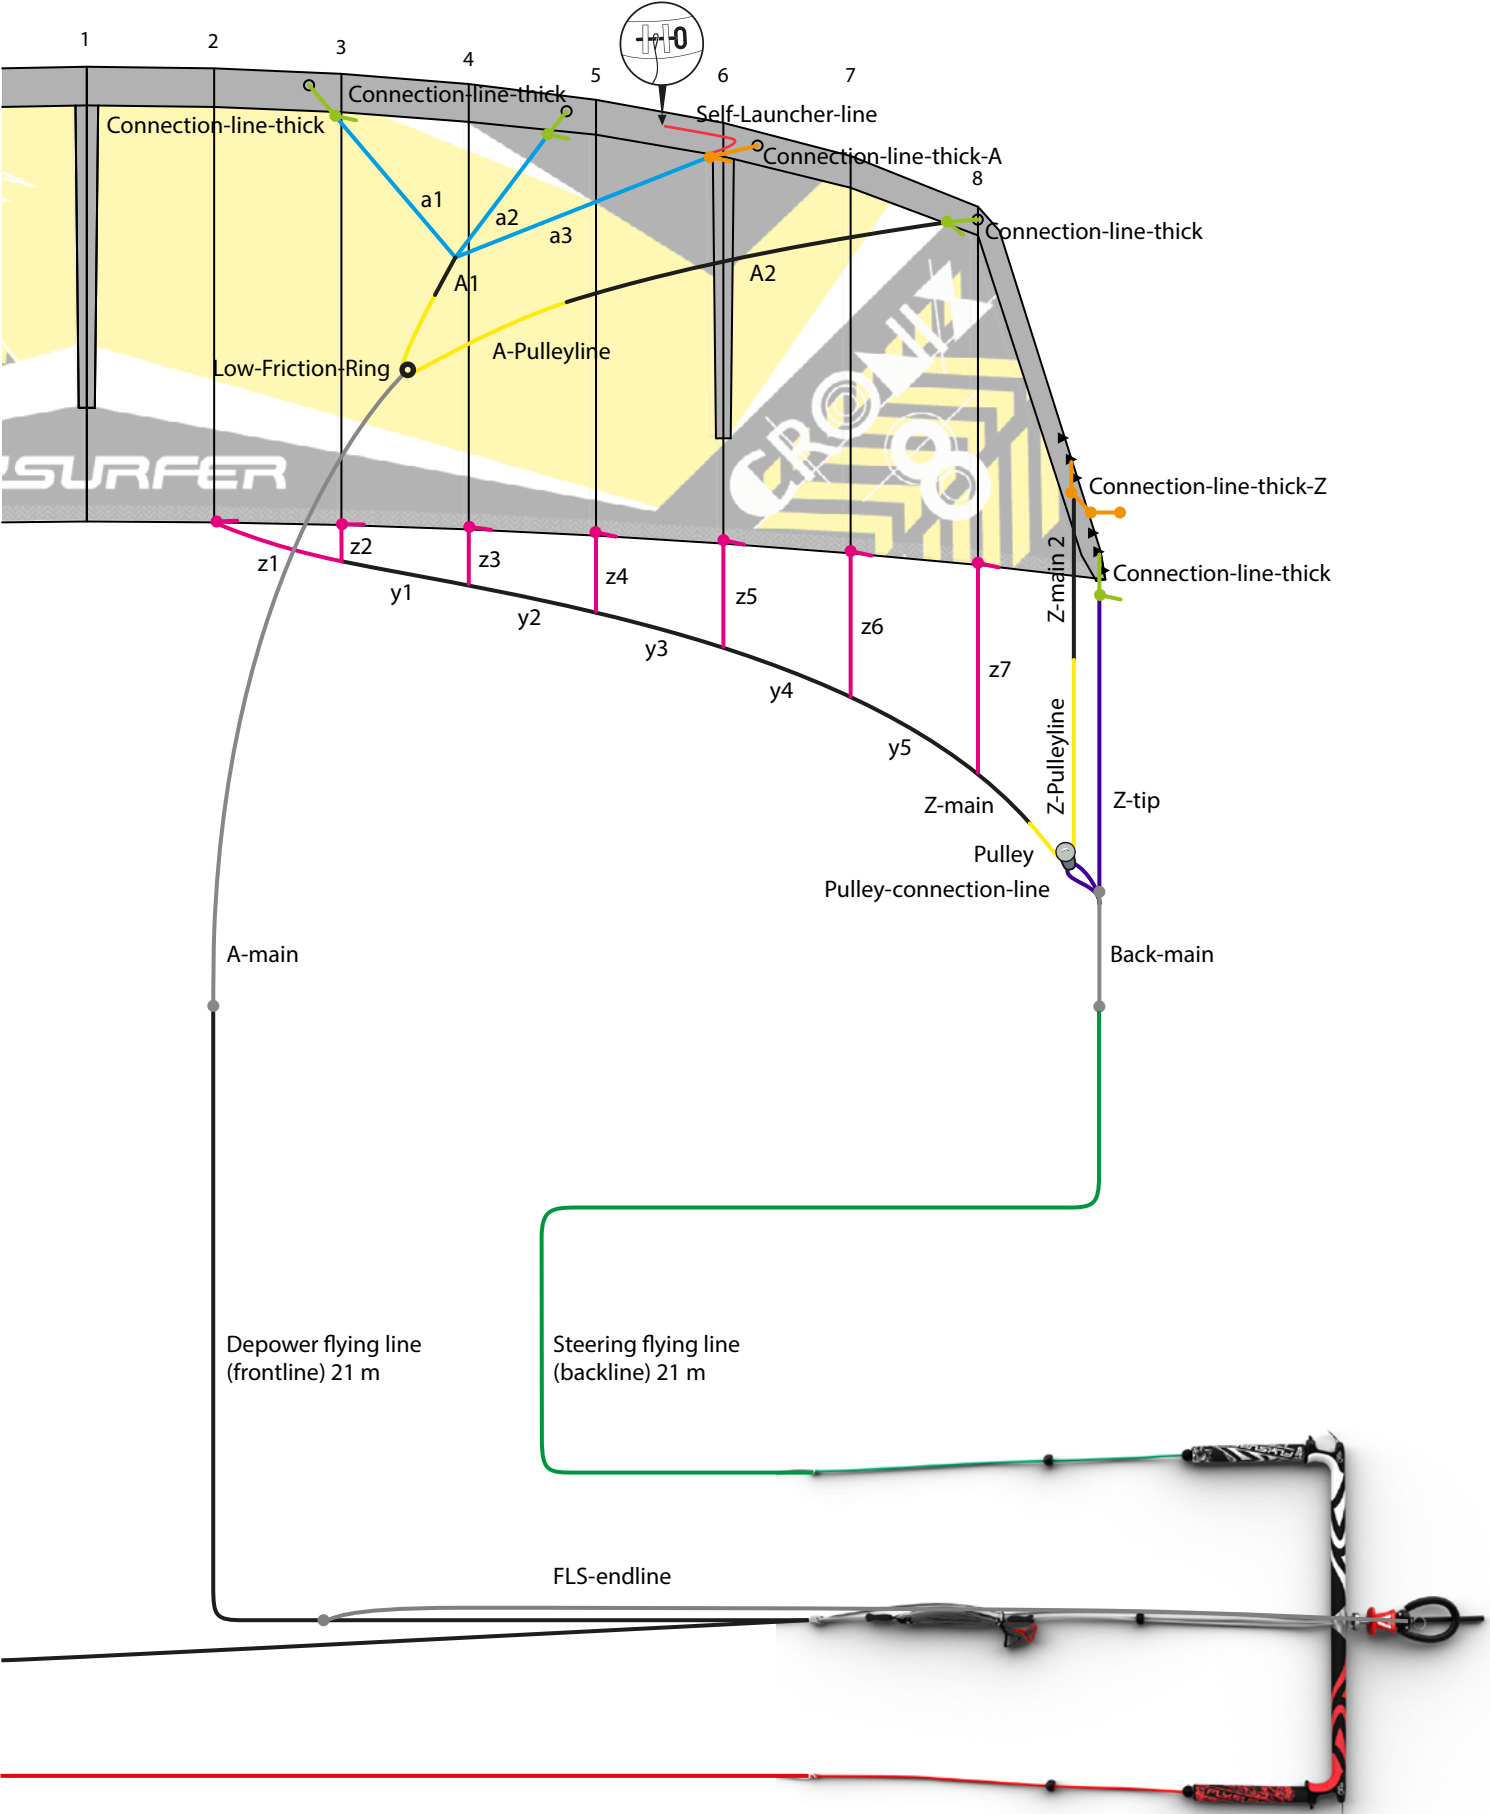 1
2
3
4
5
6
7
8
Connection-line-thick
Connection-line-thick
Self-Launcher-line
Connection-line-thick-A
Connection-line-thick
a1
a2
a3
A1
A2
A-Pulleyline
Low-Friction-Ring
CRONIX
SURFER
Connection-line-thick-Z
Connection-line-thick
z1
z2
z3
z4
z5
z6
z7
y1
y2
y3
y4
y5
Z-main 2
Z-Pulleyline
Z-main
Z-tip
Pulley
Pulley-connection-line
A-main
Back-main
Depower flying line
(frontline) 21 m
Steering flying line
(backline) 21 m
FLS-endline